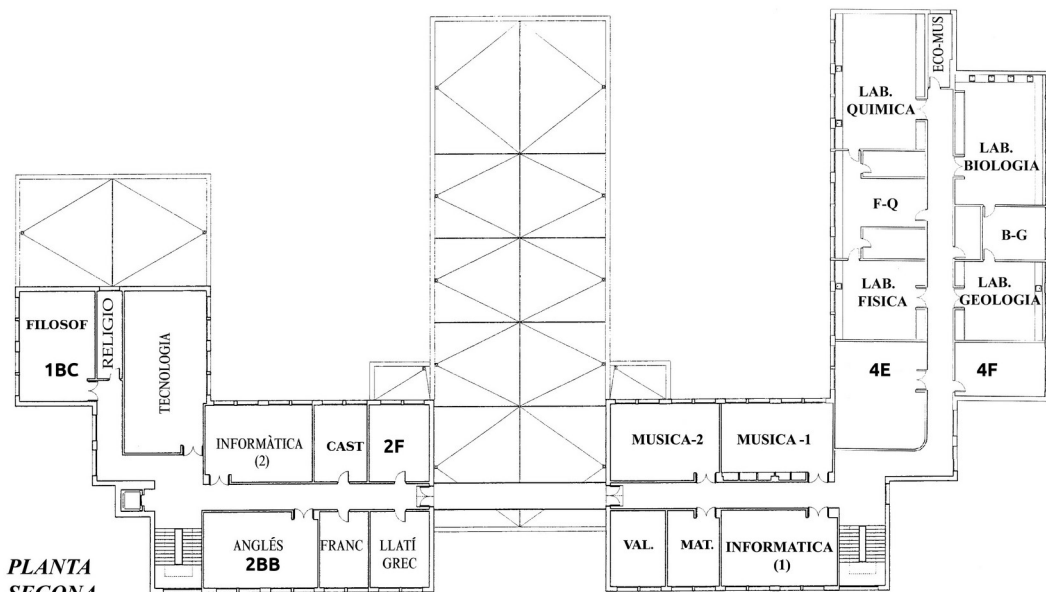 ECO-MUS
LAB.
QUIMICA
LAB.
BIOLOGIA
F-Q
B-G
LAB.
FISICA
LAB.
GEOLOGIA
FILOSOF
1BC
RELIGIO
TECNOLOGIA
4E
4F
INFORMÀTICA
(2)
CAST
2F
MUSICA-2
MUSICA -1
ANGLÉS
2BB
FRANC
LLATÍ
GREC
VAL.
MAT.
INFORMATICA
(1)
PLANTA
SEGONA